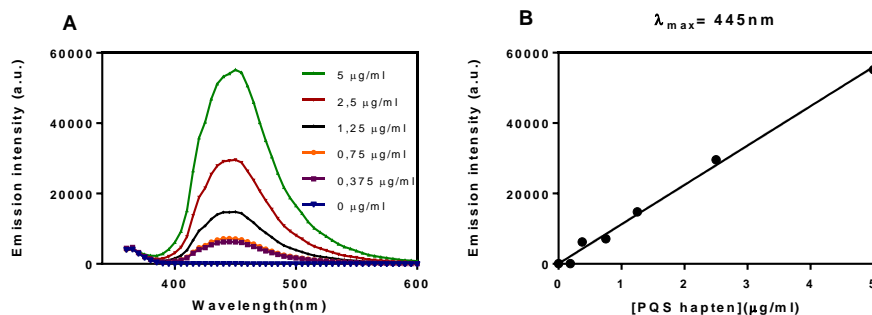 A
Emission intensity (a.u.)
60000
40000
20000
0
5 µg/ml
2,5 µg/ml
1,25 µg/ml
0,75 µg/ml
0,375 µg/ml
0 µg/ml
400
500
600
Wavelength(nm)
B
λmax= 445nm
Emission intensity (a.u.)
60000
40000
20000
0
0
1
2
3
4
5
[PQS hapten](µg/ml)